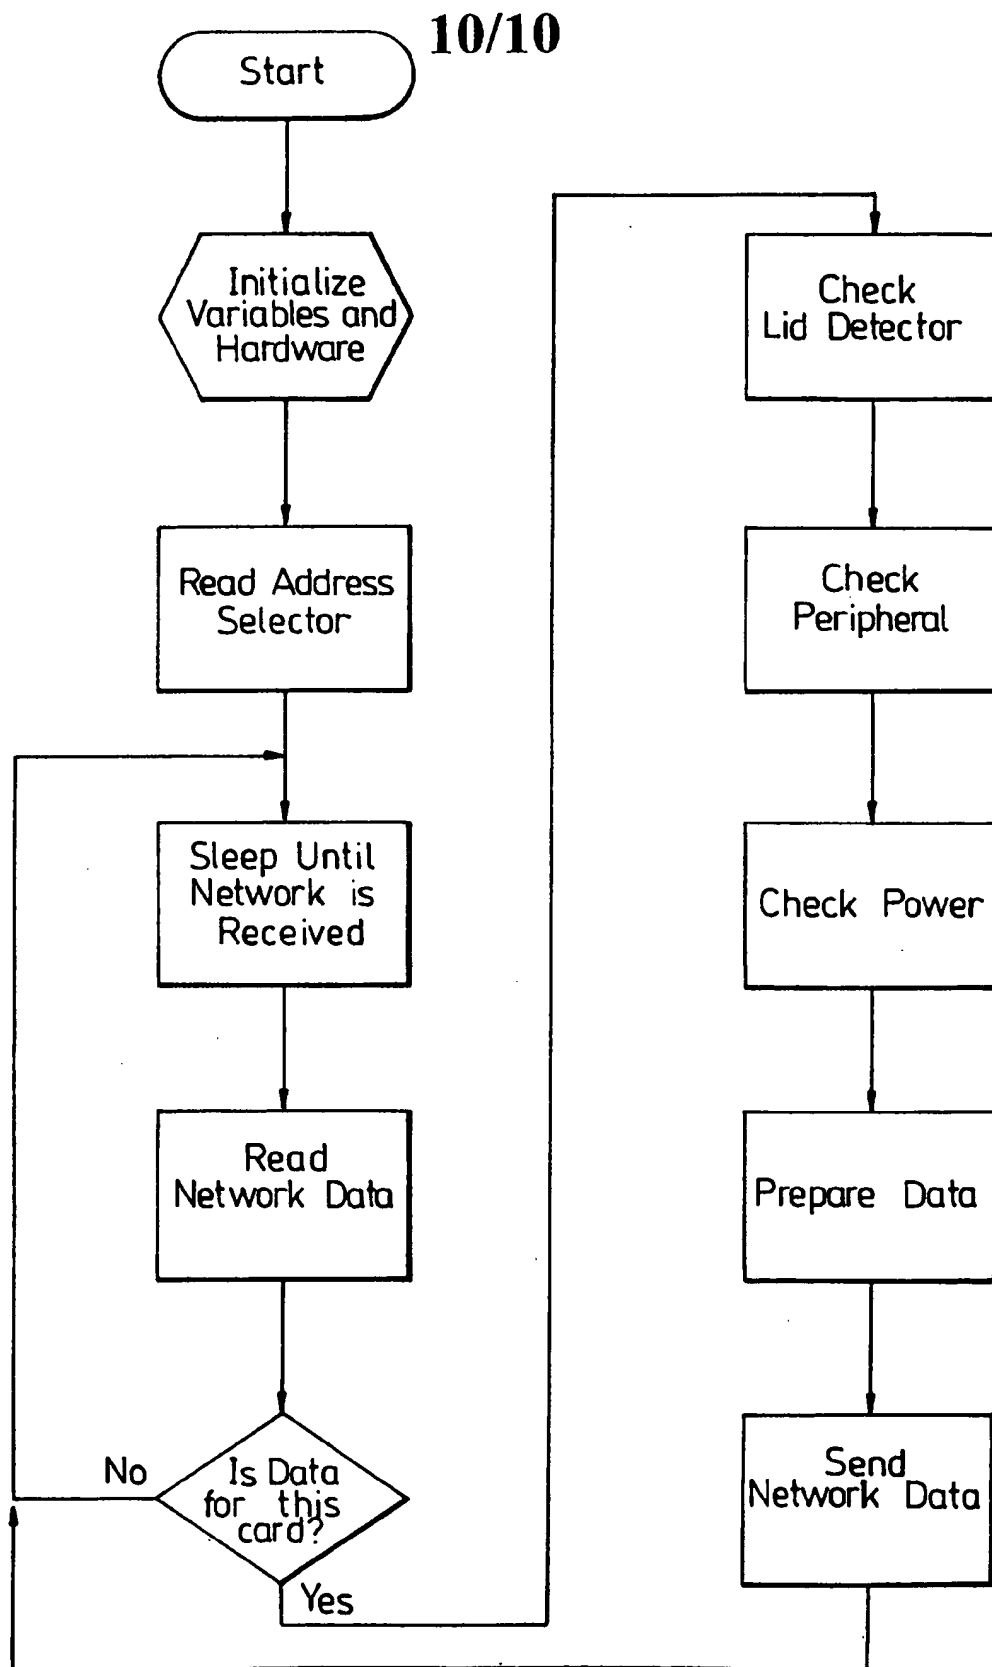 10/10
Start
Initialize
Variables and
Hardware
Read Address
Selector
Sleep Until
Network is
Received
Read
Network Data
Is Data
for this
card?
No
Yes
Check
Lid Detector
Check
Peripheral
Check Power
Prepare Data
Send
Network Data